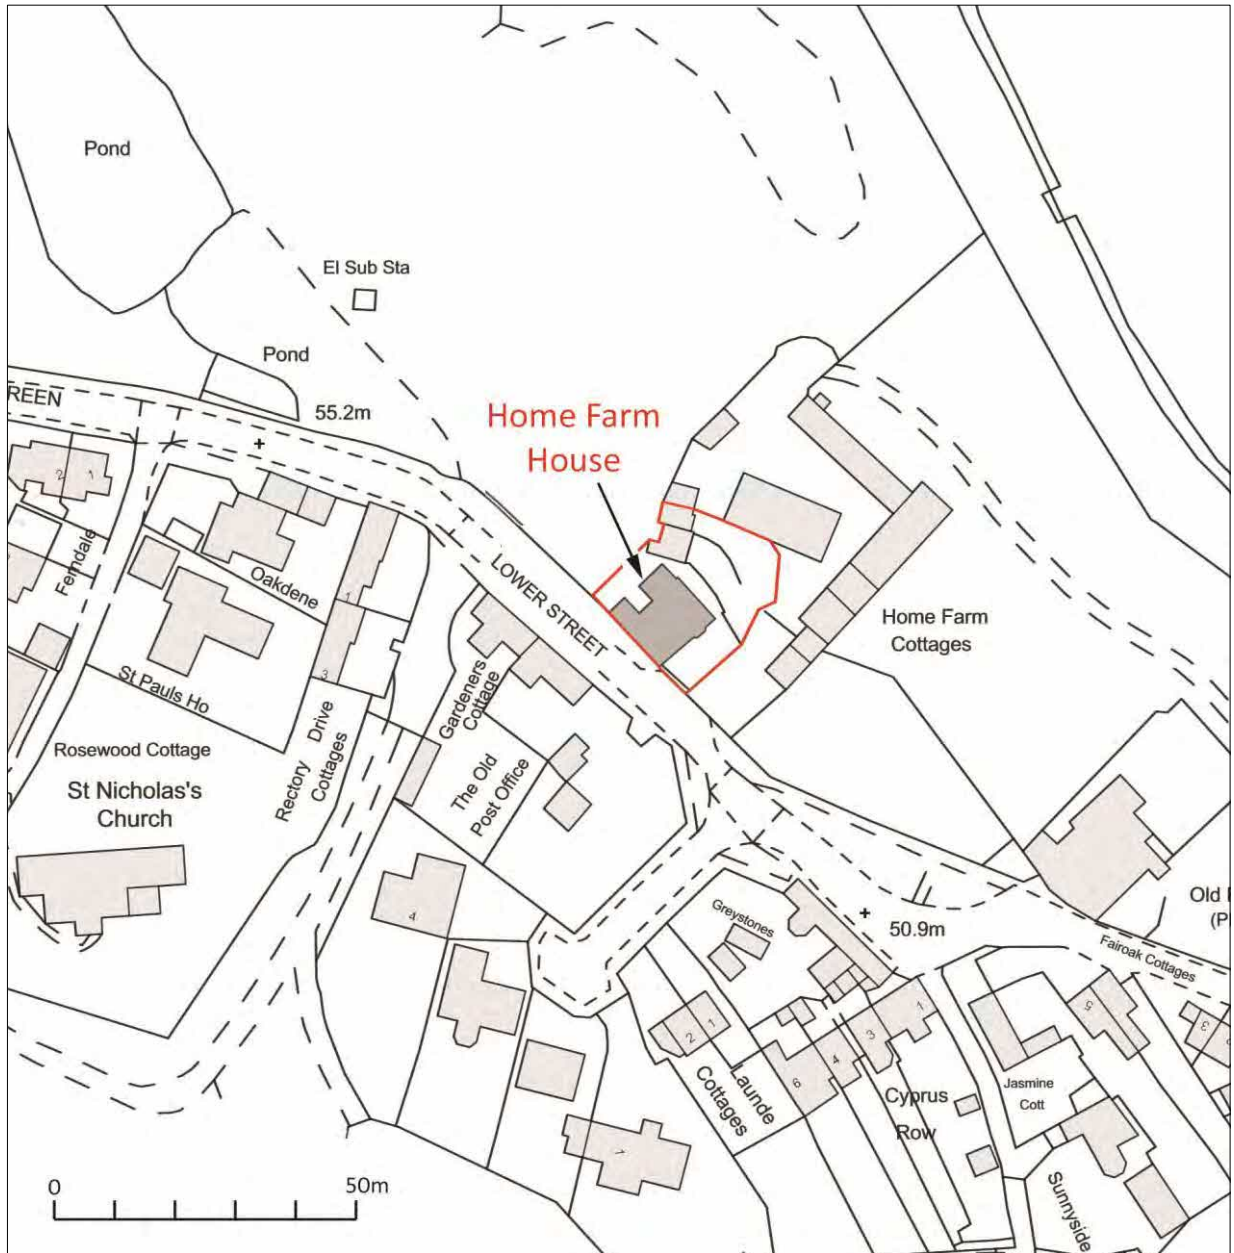 Pond
El Sub Sta
Pond
REEN
55.2m
Home Farm
House
2
1
Ferndale
Oakdene
1
3
LOWER STREET
St Pauls Ho
Gardeners
Cottage
Home Farm
Cottages
Rosewood Cottage
St Nicholas's
Church
Rectory Drive
Cottages
The Old
Post Office
4
Greystones
50.9m
Old
(P
Fairoak Cottages
2
1
Launde
Cottages
6
4
3
1
5
3
Cyprus
Row
Jasmine
Cott
Sunnyside
1
0
50m